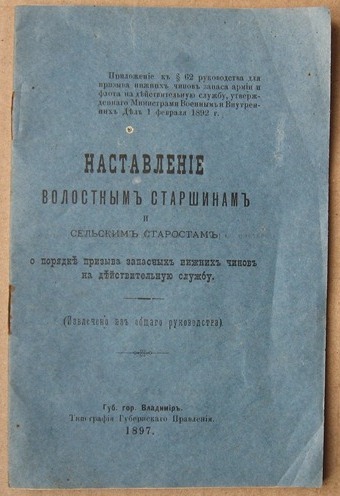 Приложеніе къ § 62 руководства для
призыва нижнихъ чиновъ запаса арміи и
флота на дѣйствительную службу, утверж-
деннаго Министрами Военнымъ и Внутрен-
нихъ Дѣлъ 1 февраля 1892 г.
НАСТАВЛЕНІЕ
ВОЛОСТНЫМЪ СТАРШИНАМЪ
И
СЕЛЬСКИМЪ СТАРОСТАМЪ
о порядкѣ призыва запасныхъ нижнихъ чиновъ
на дѣйствительную службу.
(Извлечено изъ общаго руководства)
Губ. гор. Владиміръ.
Типографія Губернскаго Правленія.
1897.